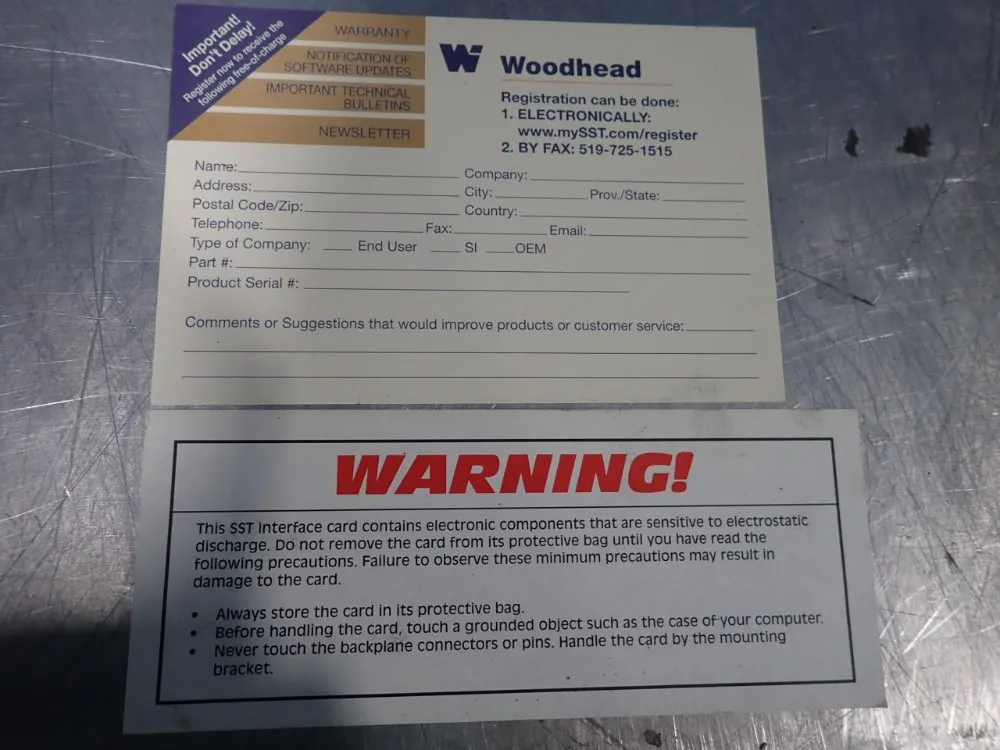 Important!
Don't Delay!
Register now to receive the
following free-of-charge
WARRANTY
NOTIFICATION OF
SOFTWARE UPDATES
IMPORTANT TECHNICAL
BULLETINS
NEWSLETTER
W Woodhead
Registration can be done:
1. ELECTRONICALLY:
www.mySST.com/register
2. BY FAX: 519-725-1515
Name: Company:
Address: City: Prov./State:
Postal Code/Zip: Country:
Telephone: Fax: Email:
Type of Company: End User SI OEM
Part #:
Product Serial #:
Comments or Suggestions that would improve products or customer service:
WARNING!
This SST interface card contains electronic components that are sensitive to electrostatic
discharge. Do not remove the card from its protective bag until you have read the
following precautions. Failure to observe these minimum precautions may result in
damage to the card.
• Always store the card in its protective bag.
• Before handling the card, touch a grounded object such as the case of your computer.
• Never touch the backplane connectors or pins. Handle the card by the mounting
bracket.